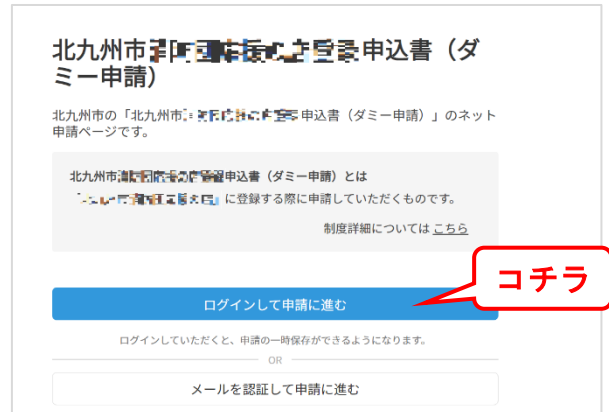 北九州市申込書（ダ
ミー申請）
北九州市の「北九州市申込書（ダミー申請）」のネット
申請ページです。
北九州市申込書（ダミー申請）とは
に登録する際に申請していただくものです。
制度詳細については こちら
コチラ
ログインして申請に進む
ログインしていただくと、申請の一時保存ができるようになります。
OR
メールを認証して申請に進む